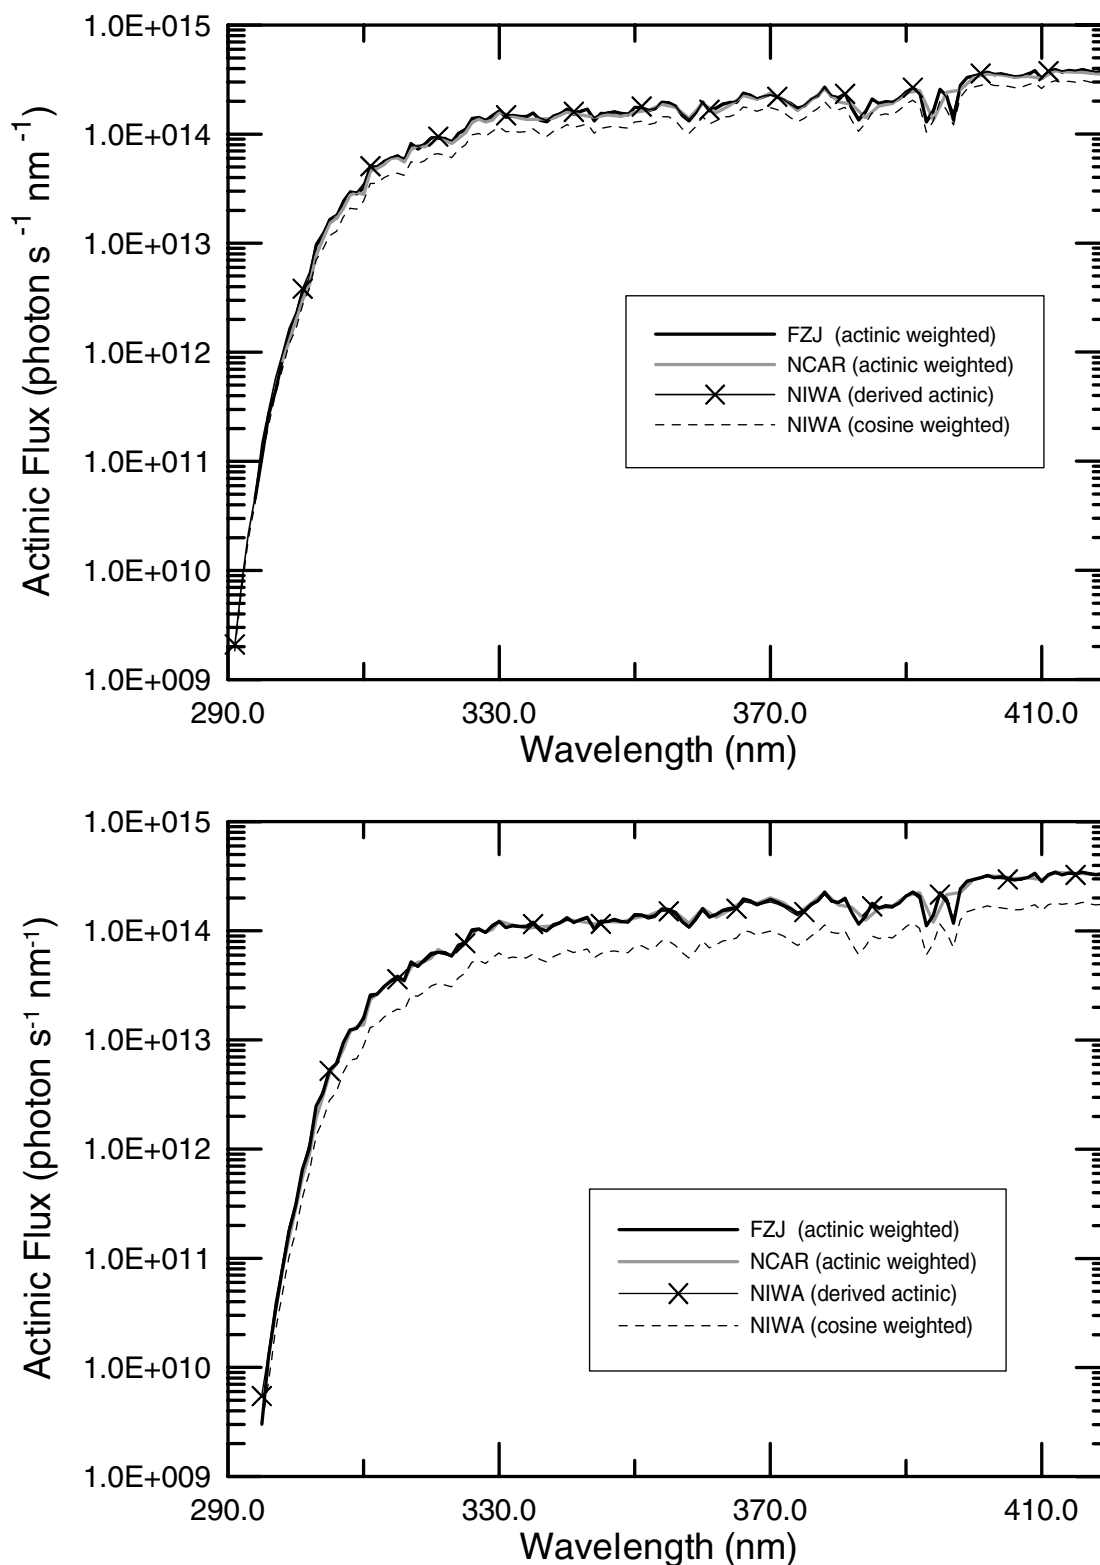 1.0E+015
1.0E+014
1.0E+013
1.0E+012
1.0E+011
1.0E+010
1.0E+009
Actinic Flux (photon s⁻¹ nm⁻¹)
FZJ (actinic weighted)
NCAR (actinic weighted)
NIWA (derived actinic)
NIWA (cosine weighted)
290.0 330.0 370.0 410.0
Wavelength (nm)
1.0E+015
1.0E+014
1.0E+013
1.0E+012
1.0E+011
1.0E+010
1.0E+009
Actinic Flux (photon s⁻¹ nm⁻¹)
FZJ (actinic weighted)
NCAR (actinic weighted)
NIWA (derived actinic)
NIWA (cosine weighted)
290.0 330.0 370.0 410.0
Wavelength (nm)